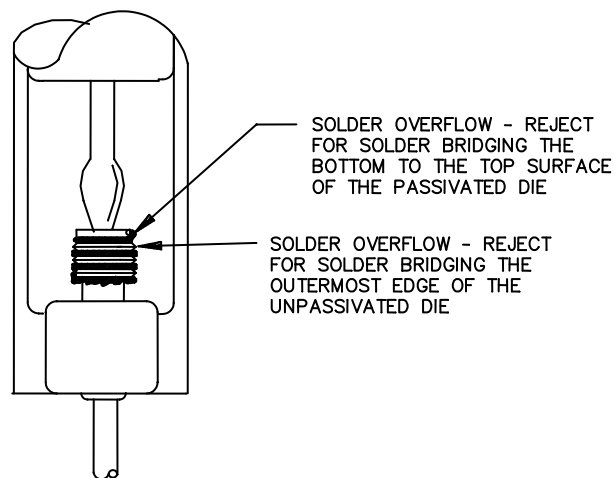 SOLDER OVERFLOW - REJECT
FOR SOLDER BRIDGING THE
BOTTOM TO THE TOP SURFACE
OF THE PASSIVATED DIE
SOLDER OVERFLOW - REJECT
FOR SOLDER BRIDGING THE
OUTERMOST EDGE OF THE
UNPASSIVATED DIE